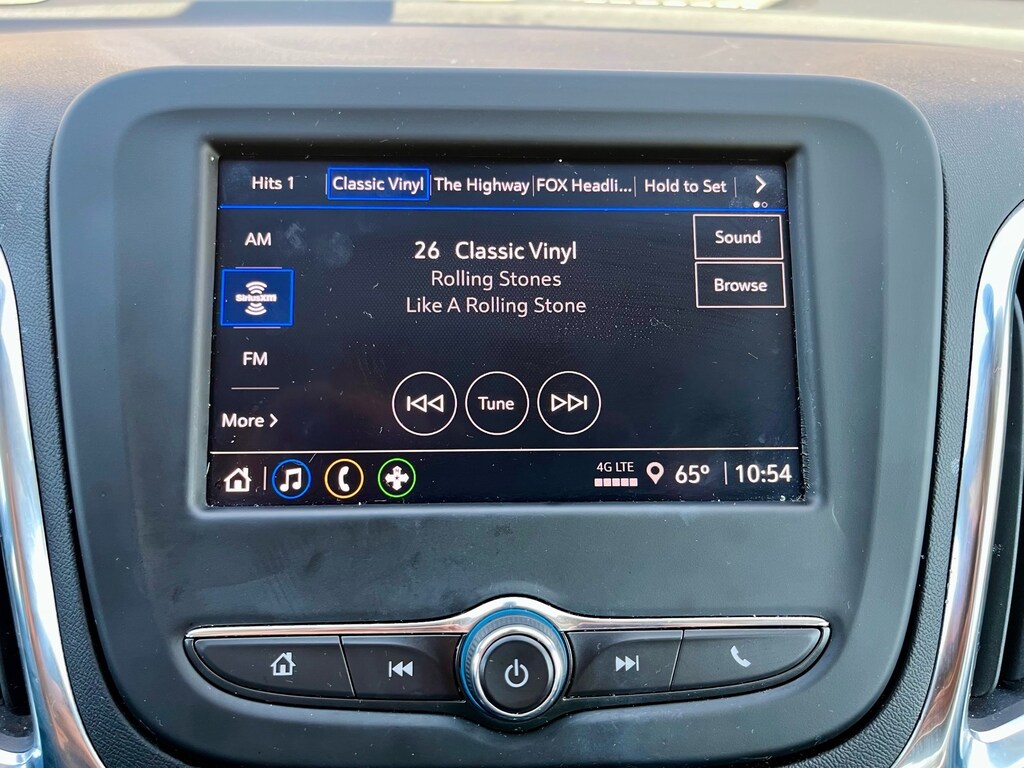 Hits 1
Classic Vinyl
The Highway
FOX Headli...
Hold to Set
AM
26 Classic Vinyl
Sound
Rolling Stones
Browse
Like A Rolling Stone
SiriusXM
FM
Tune
More
4G LTE
65°
10:54